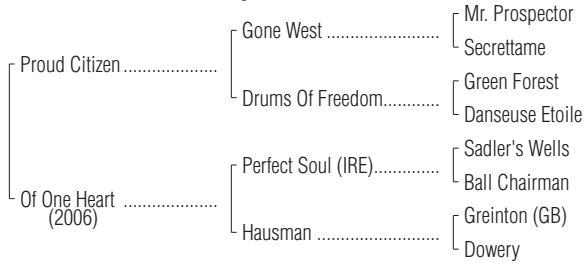 Mr. Prospector
Gone West ......................
Secrettame
Proud Citizen ...................
Green Forest
Drums Of Freedom............
Danseuse Etoile
Sadler's Wells
Perfect Soul (IRE)..............
Ball Chairman
Of One Heart ...................
(2006)
Greinton (GB)
Hausman ........................
Dowery